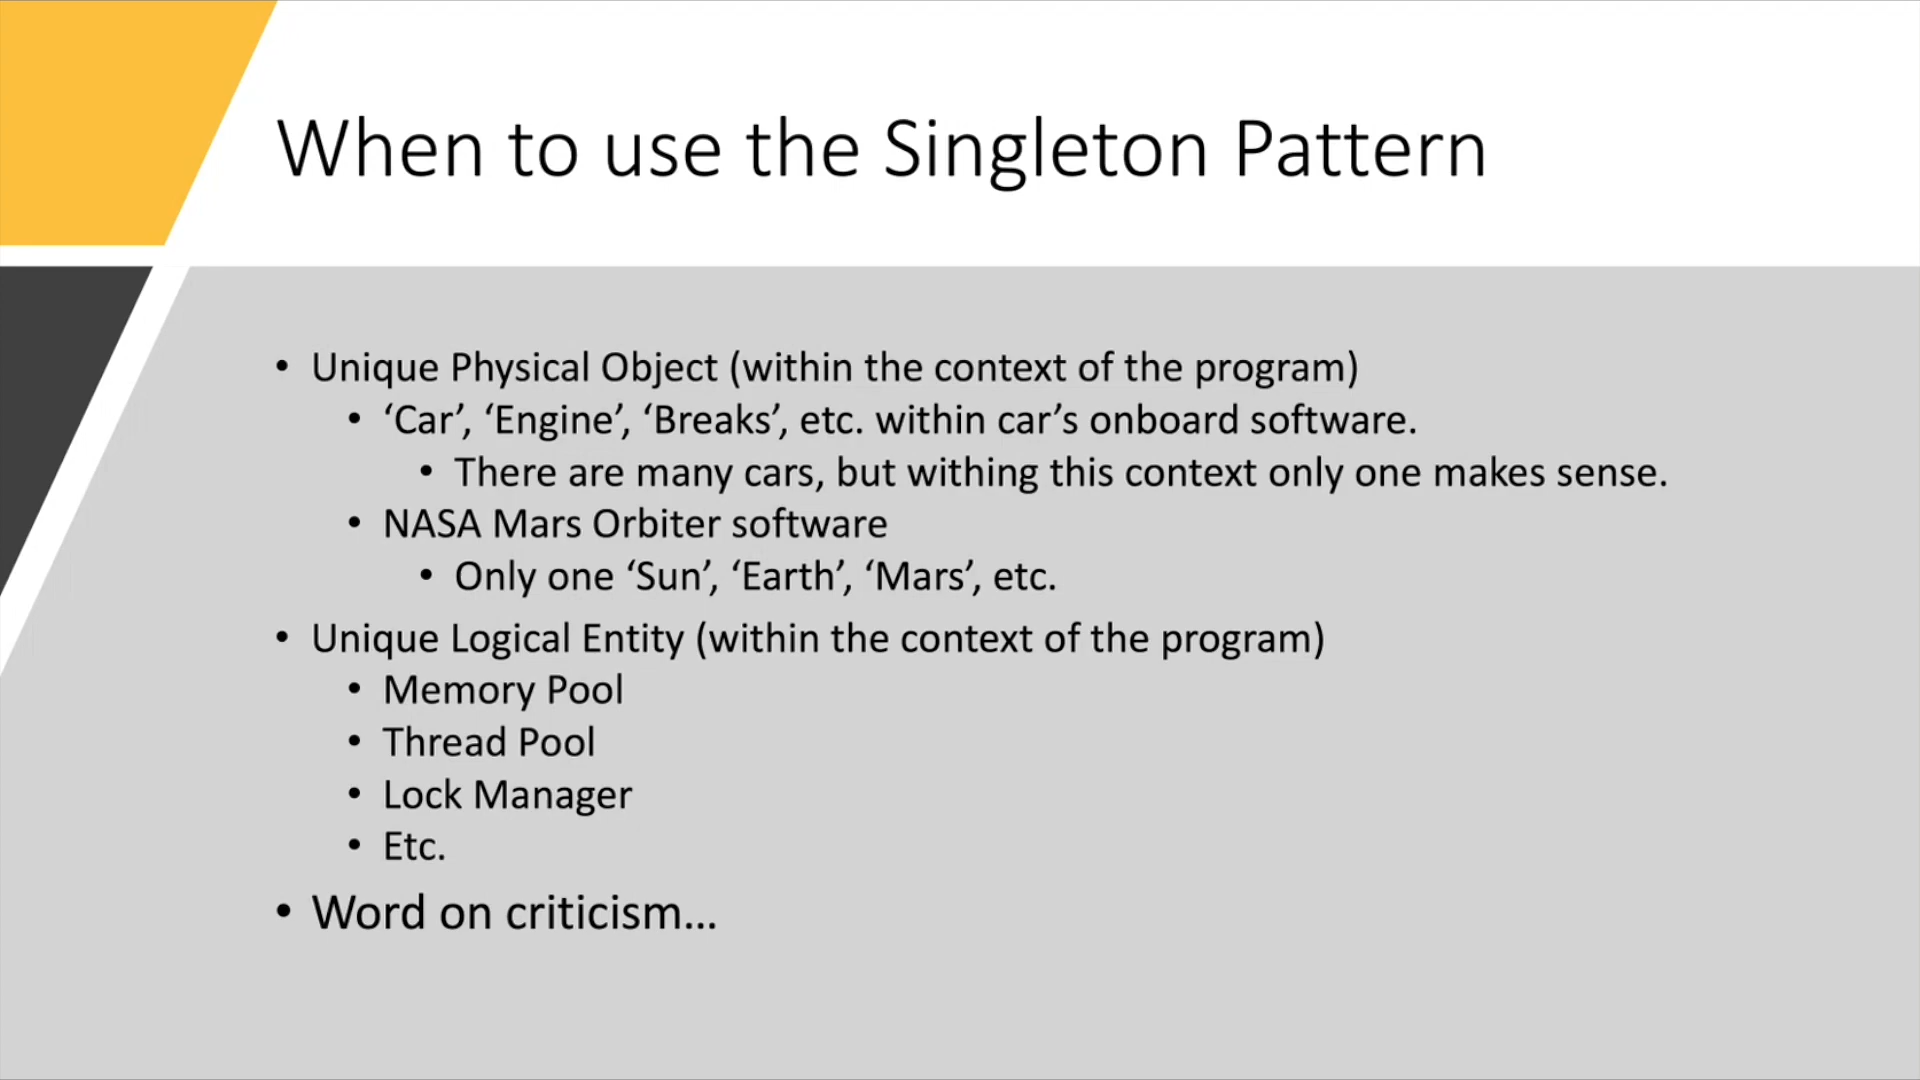 When to use the Singleton Pattern
• Unique Physical Object (within the context of the program)
• ‘Car’, ‘Engine’, ‘Breaks’, etc. within car’s onboard software.
• There are many cars, but withing this context only one makes sense.
• NASA Mars Orbiter software
• Only one ‘Sun’, ‘Earth’, ‘Mars’, etc.
• Unique Logical Entity (within the context of the program)
• Memory Pool
• Thread Pool
• Lock Manager
• Etc.
• Word on criticism…